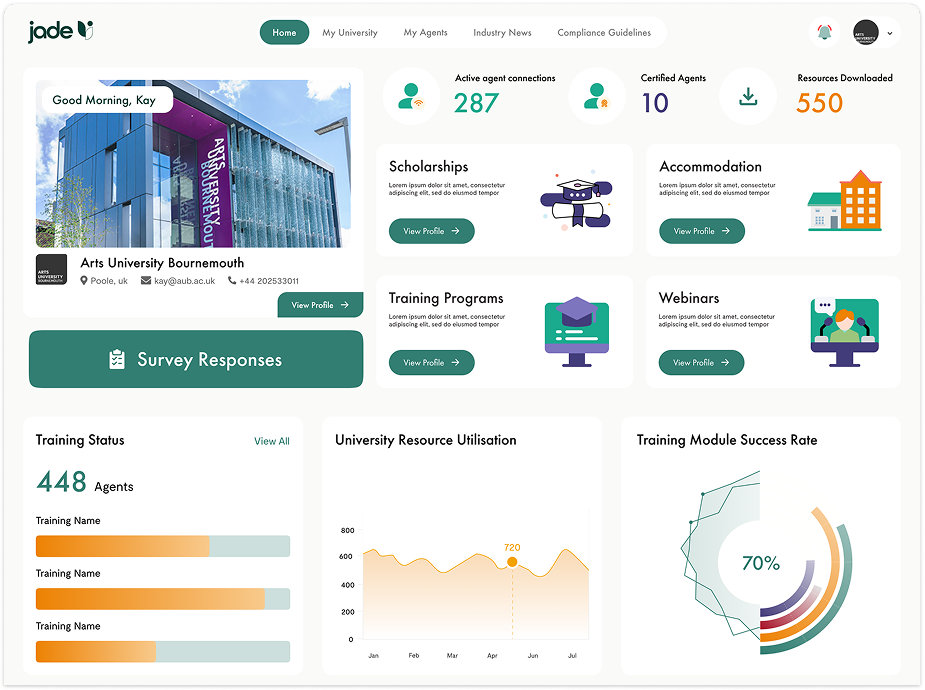 jade
Home
My University
My Agents
Industry News
Compliance Guidelines
ARTS
UNIVERSITY
Good Morning, Kay
ARTS
UNIVERSITY
BOURNEMOUTH
Active agent connections
287
Certified Agents
10
Resources Downloaded
550
Scholarships
Lorem ipsum dolor sit amet, consectetur
adipiscing elit, sed do eiusmod tempor
View Profile
Accommodation
Lorem ipsum dolor sit amet, consectetur
adipiscing elit, sed do eiusmod tempor
View Profile
ARTS
UNIVERSITY
BOURNEMOUTH
Arts University Bournemouth
Poole, uk
kay@aub.ac.uk
+44 202533011
View Profile
Training Programs
Lorem ipsum dolor sit amet, consectetur
adipiscing elit, sed do eiusmod tempor
View Profile
Webinars
Lorem ipsum dolor sit amet, consectetur
adipiscing elit, sed do eiusmod tempor
View Profile
Survey Responses
Training Status
View All
448 Agents
Training Name
Training Name
Training Name
University Resource Utilisation
800
600
400
200
0
720
Jan
Feb
Mar
Apr
Jun
Jul
Training Module Success Rate
70%